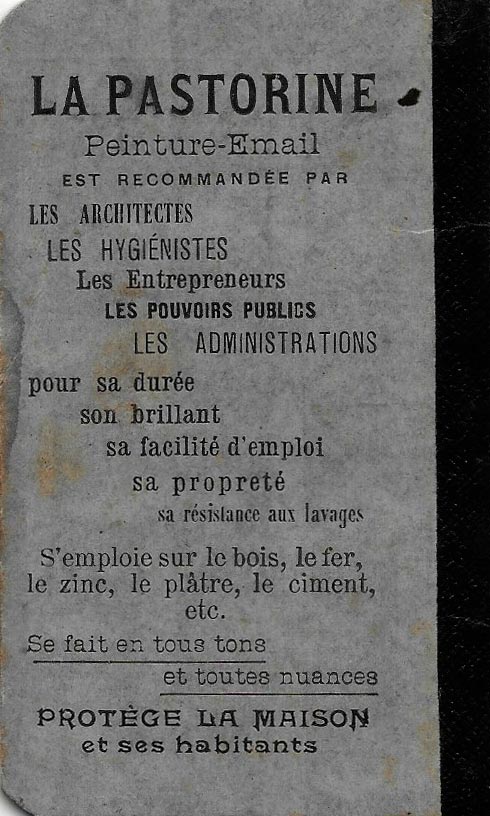 LA PASTORINE
Peinture-Email
EST RECOMMANDÉE PAR
LES ARCHITECTES
LES HYGIÉNISTES
Les Entrepreneurs
LES POUVOIRS PUBLICS
LES ADMINISTRATIONS
pour sa durée
son brillant
sa facilité d'emploi
sa propreté
sa résistance aux lavages
S'emploie sur le bois, le fer,
le zinc, le plâtre, le ciment,
etc.
Se fait en tous tons
et toutes nuances
PROTÈGE LA MAISON
et ses habitants